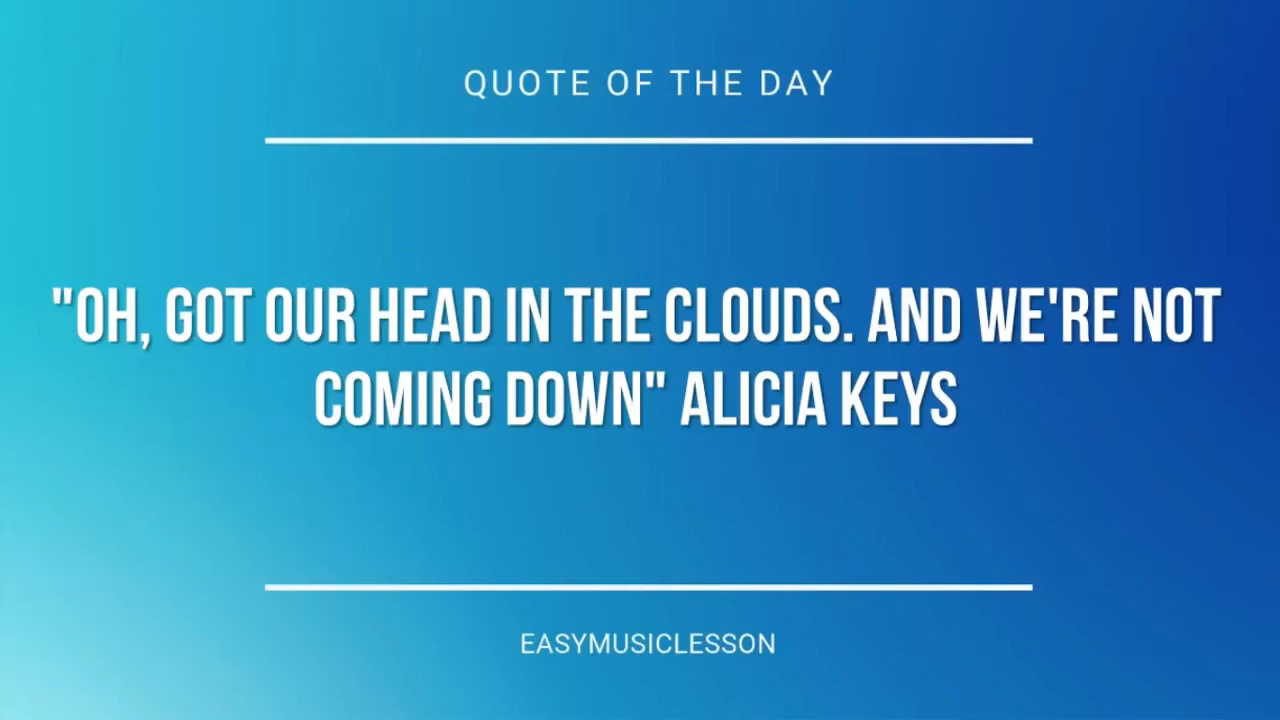 QUOTE OF THE DAY
"OH, GOT OUR HEAD IN THE CLOUDS. AND WE'RE NOT
COMING DOWN" ALICIA KEYS
EASYMUSICLESSON